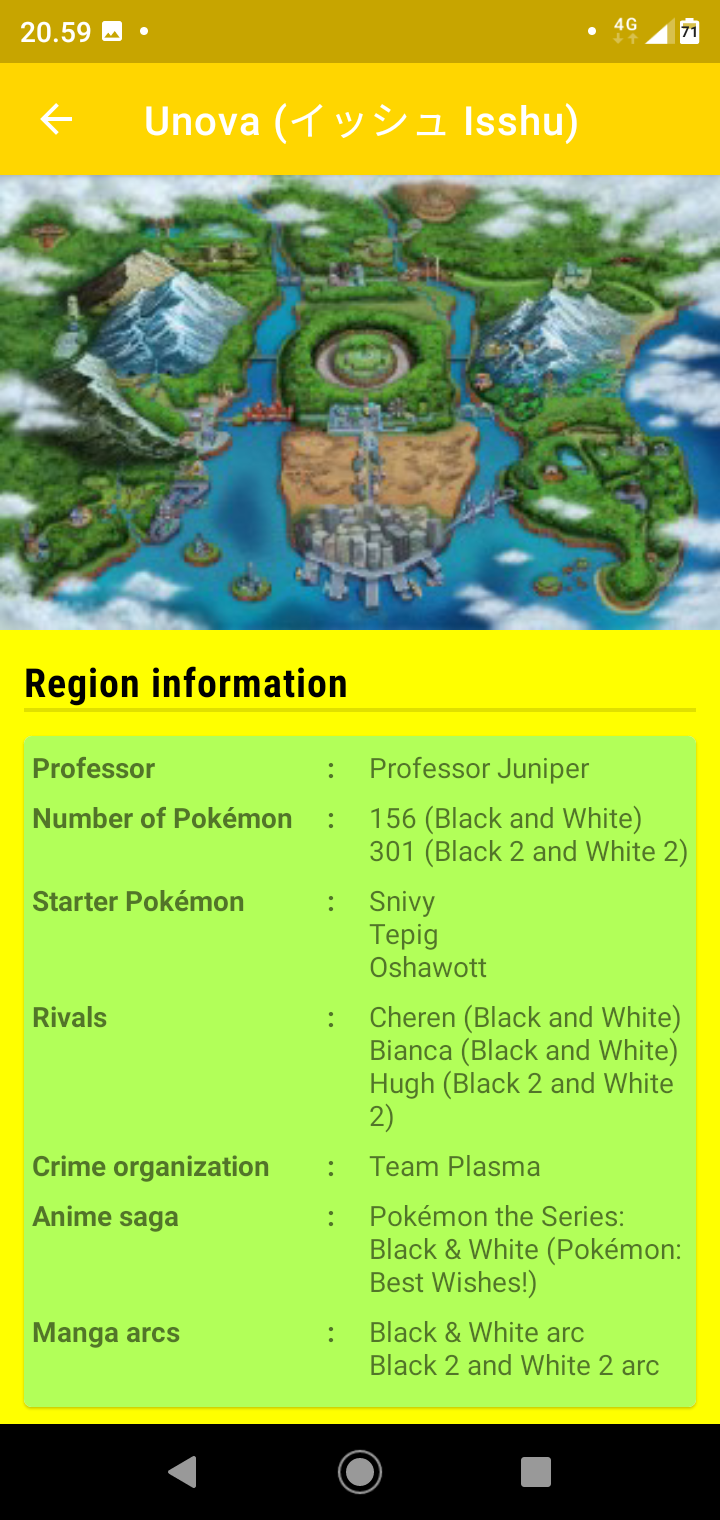 20.59 4G 71
Unova (イッシュ Isshu)
Region information
Professor : Professor Juniper
Number of Pokémon : 156 (Black and White)
301 (Black 2 and White 2)
Starter Pokémon : Snivy
Tepig
Oshawott
Rivals : Cheren (Black and White)
Bianca (Black and White)
Hugh (Black 2 and White
2)
Crime organization : Team Plasma
Anime saga : Pokémon the Series:
Black & White (Pokémon:
Best Wishes!)
Manga arcs : Black & White arc
Black 2 and White 2 arc